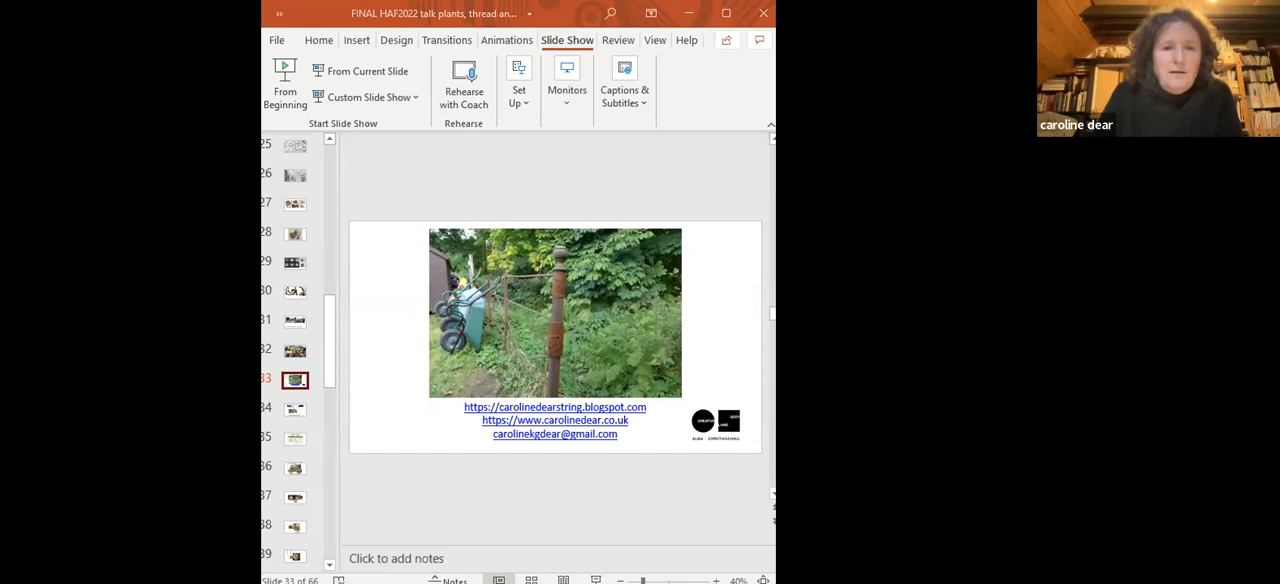 FINAL HAF2022 talk plants, thread an...
File Home Insert Design Transitions Animations Slide Show Review View Help
From Beginning
From Current Slide
Custom Slide Show
Start Slide Show
Rehearse with Coach
Rehearse
Set Up
Monitors
Captions & Subtitles
25
26
27
28
29
30
31
32
33
34
35
36
37
38
39
https://carolinedearstring.blogspot.com
https://www.carolinedear.co.uk
carolinekgdear@gmail.com
CREATIVE
LAND
ALBA | CHRUTHACHAIL
Click to add notes
Slide 33 of 66
Notes
40%
caroline dear